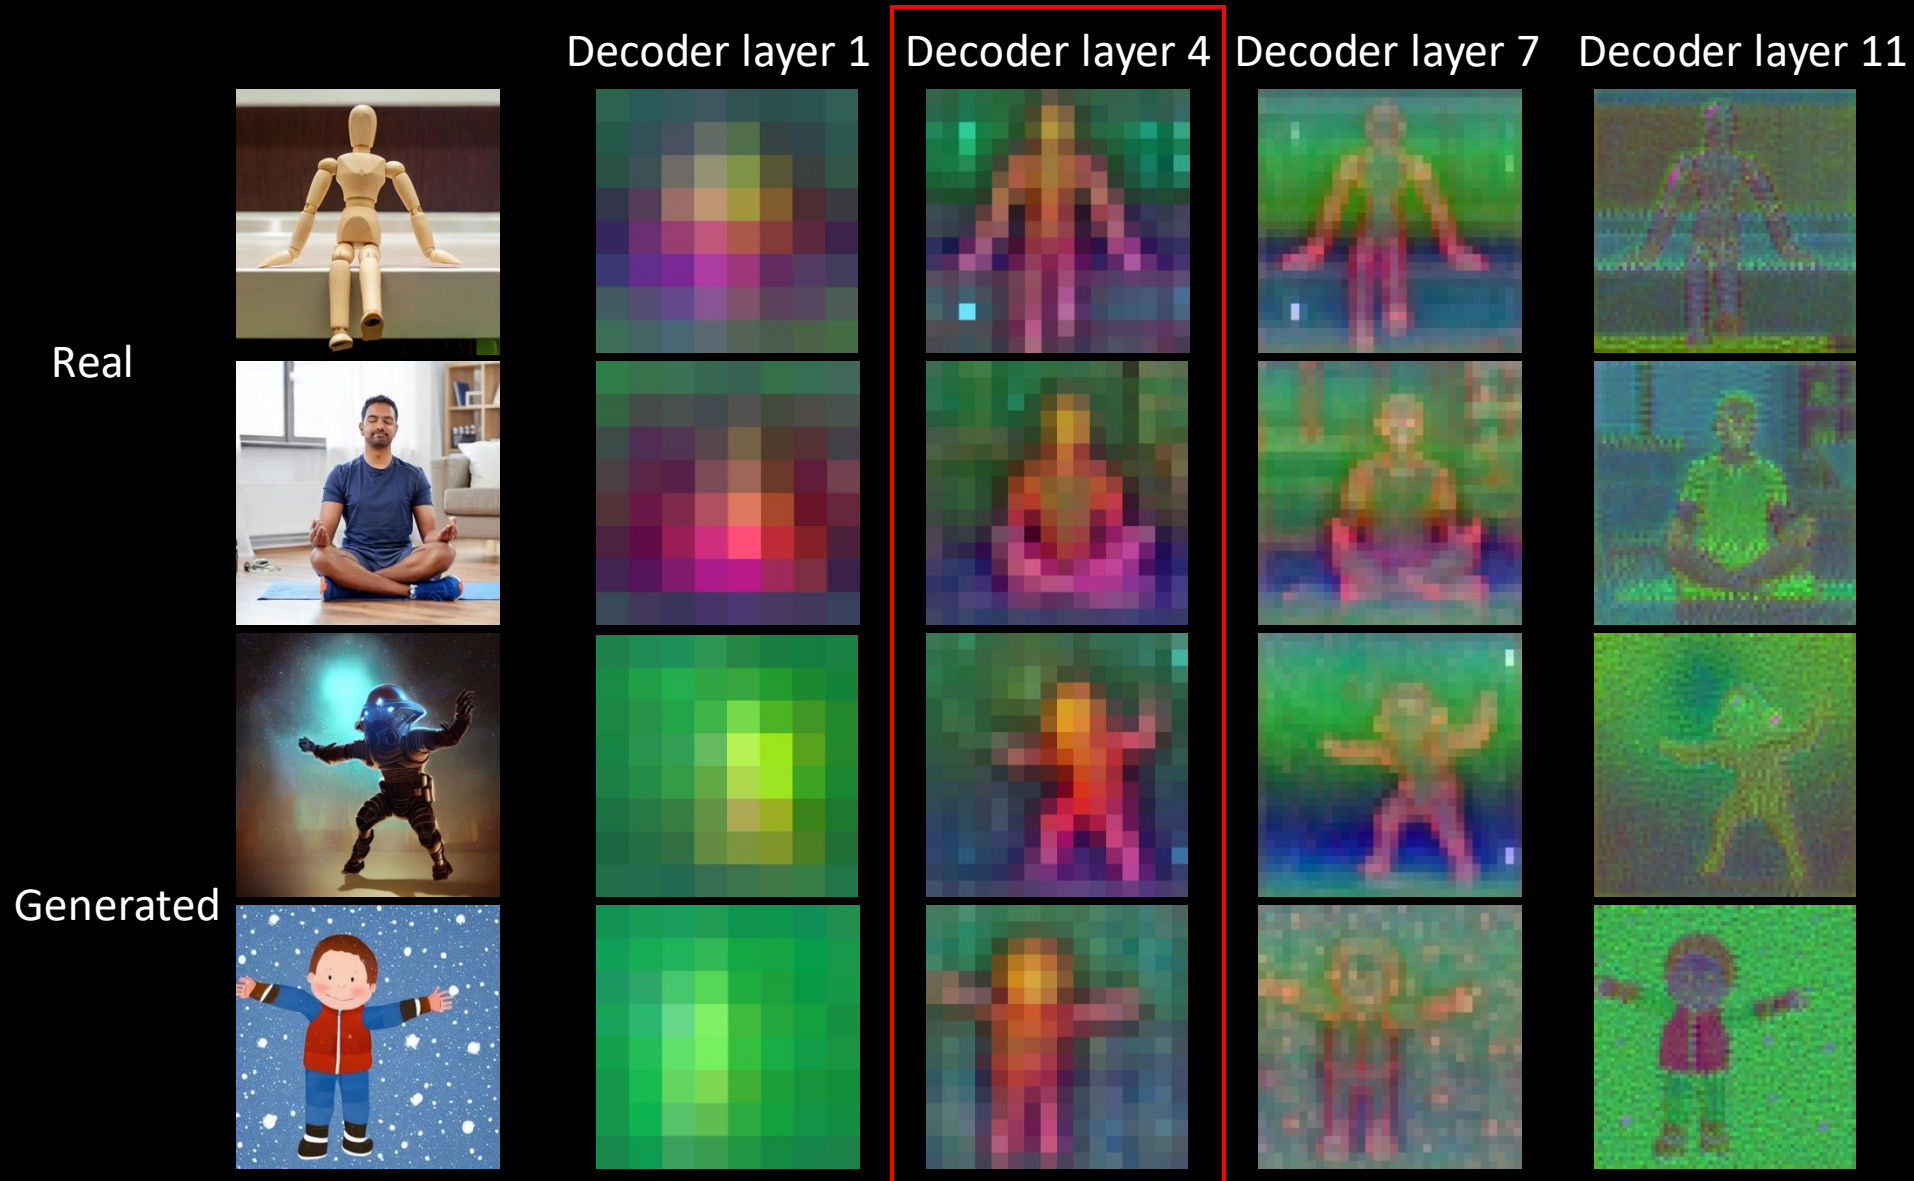 Decoder layer 1
Decoder layer 4
Decoder layer 7
Decoder layer 11
Real
Generated